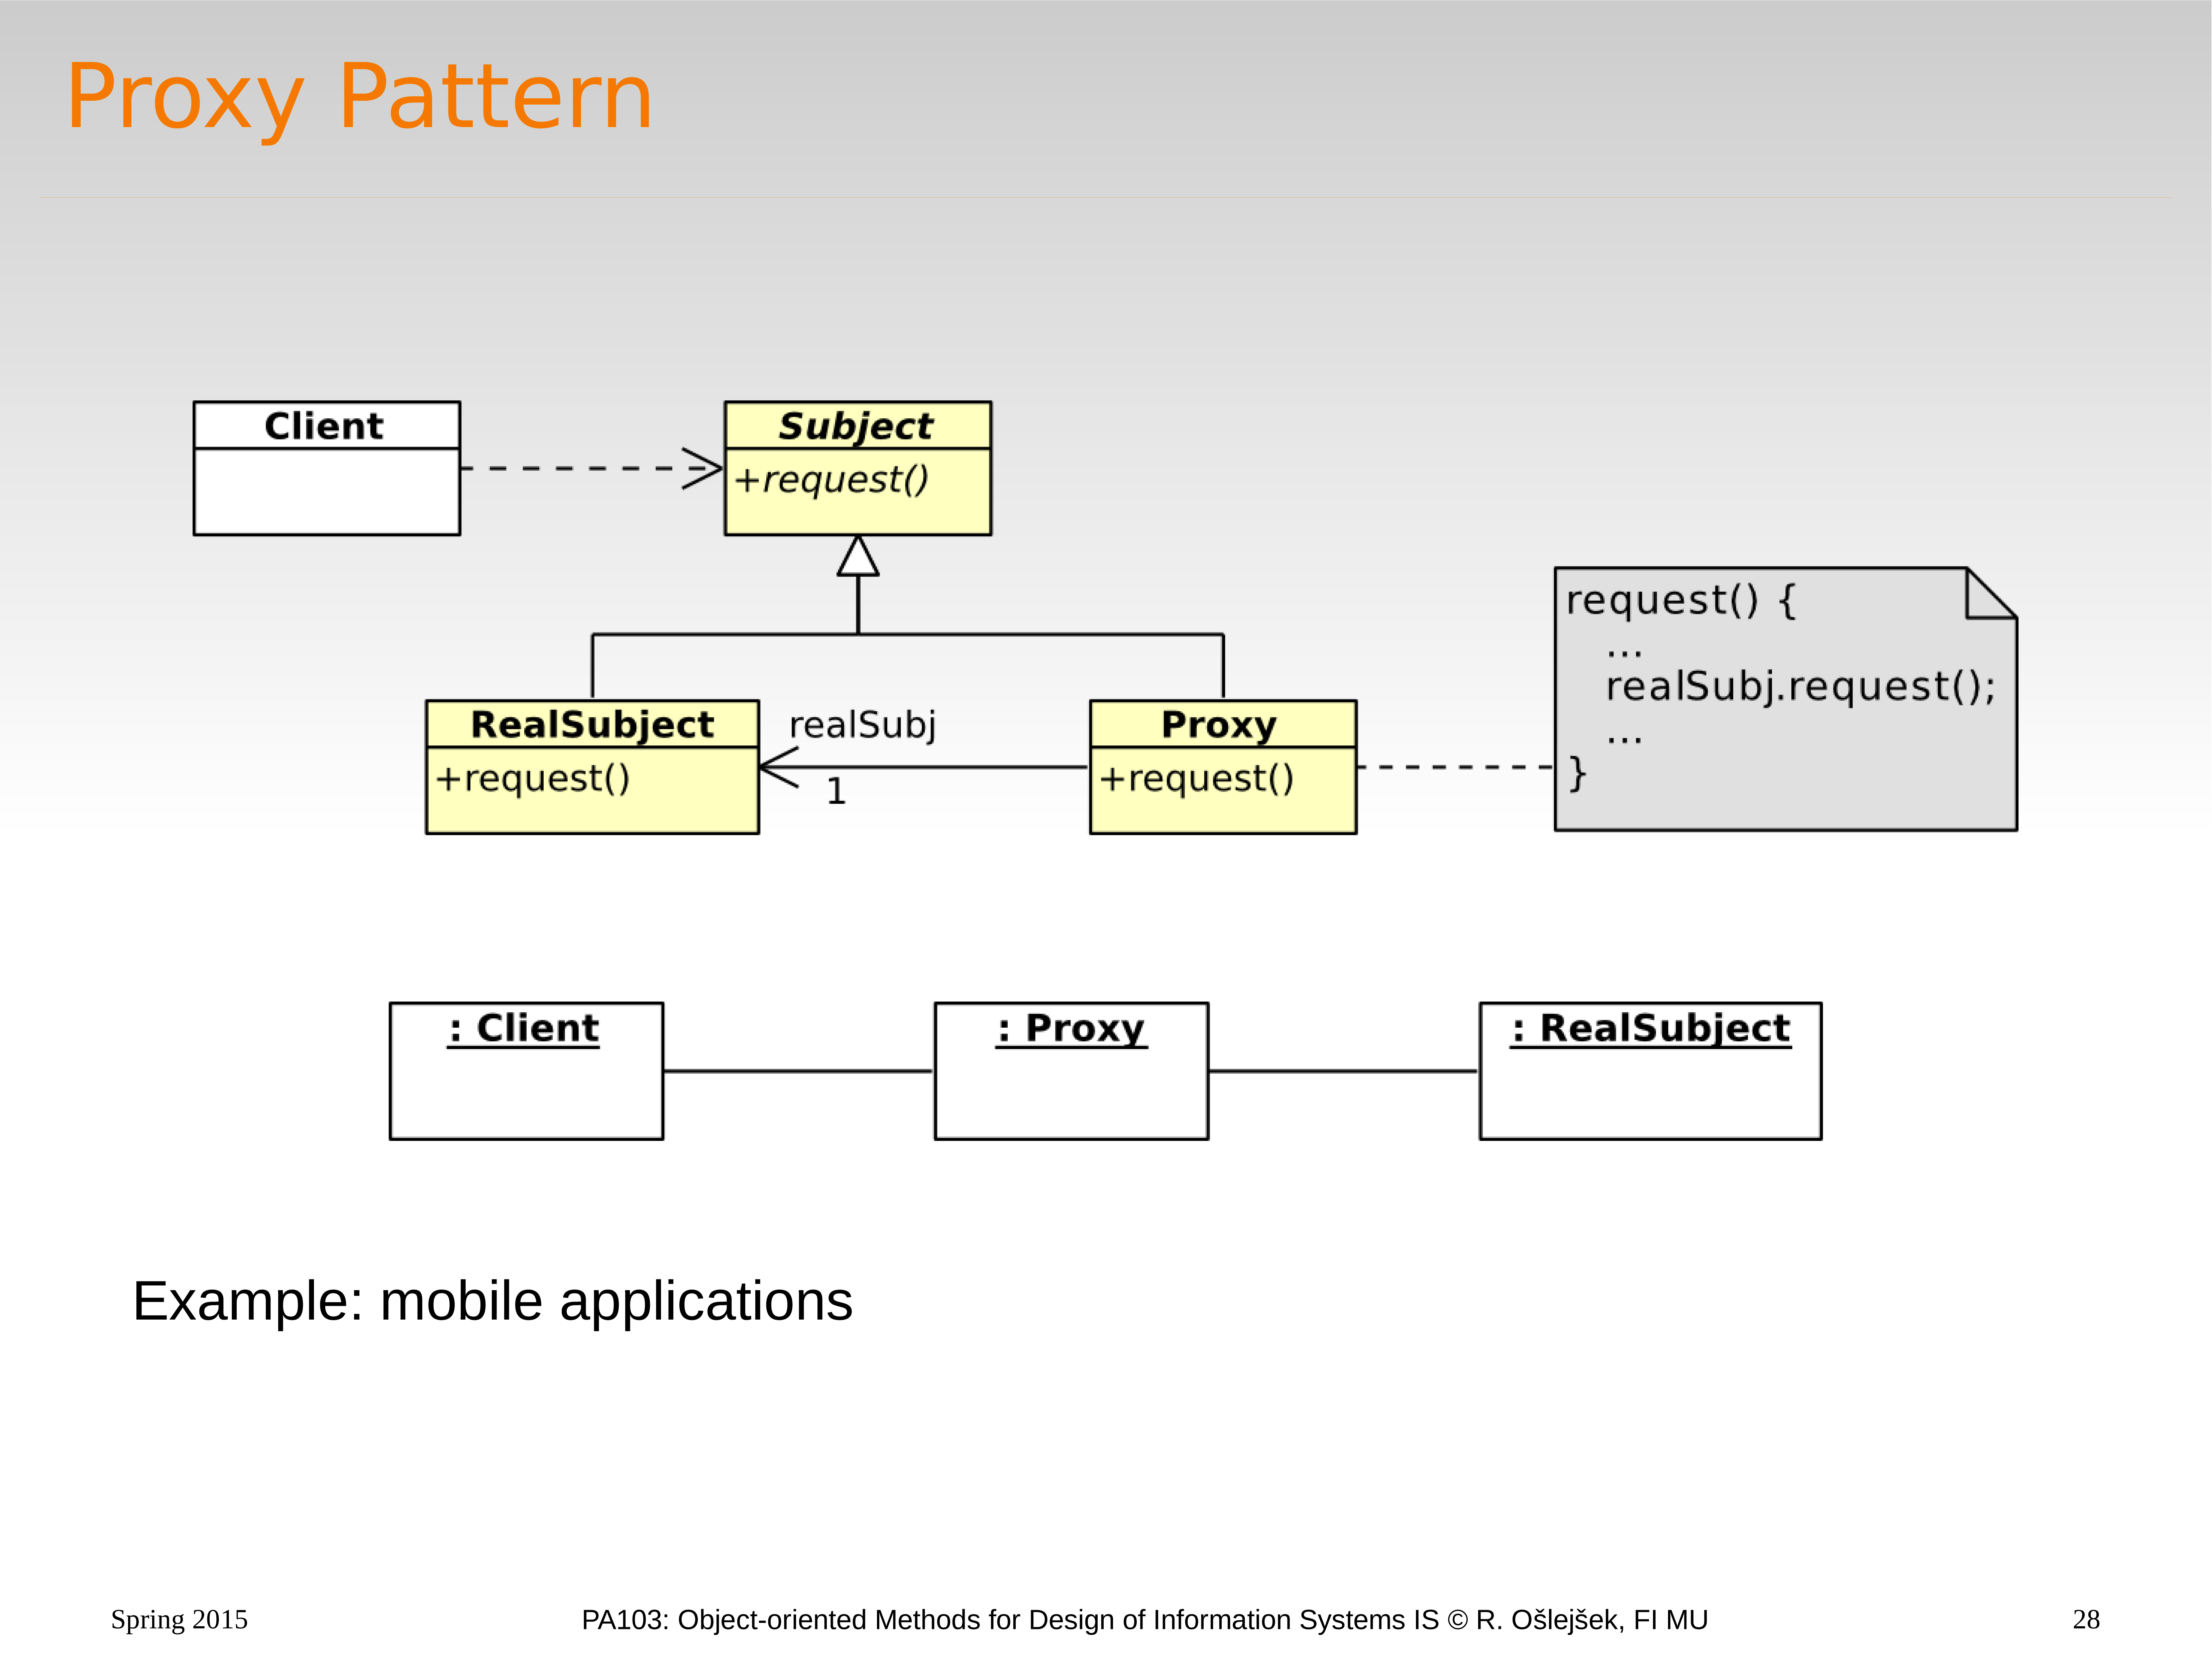 Proxy Pattern
Client
Subject
+request()
request() {
...
realSubj.request();
...
}
RealSubject
+request()
realSubj
1
Proxy
+request()
: Client
: Proxy
: RealSubject
Example: mobile applications
Spring 2015
PA103: Object-oriented Methods for Design of Information Systems IS © R. Ošlejšek, FI MU
28